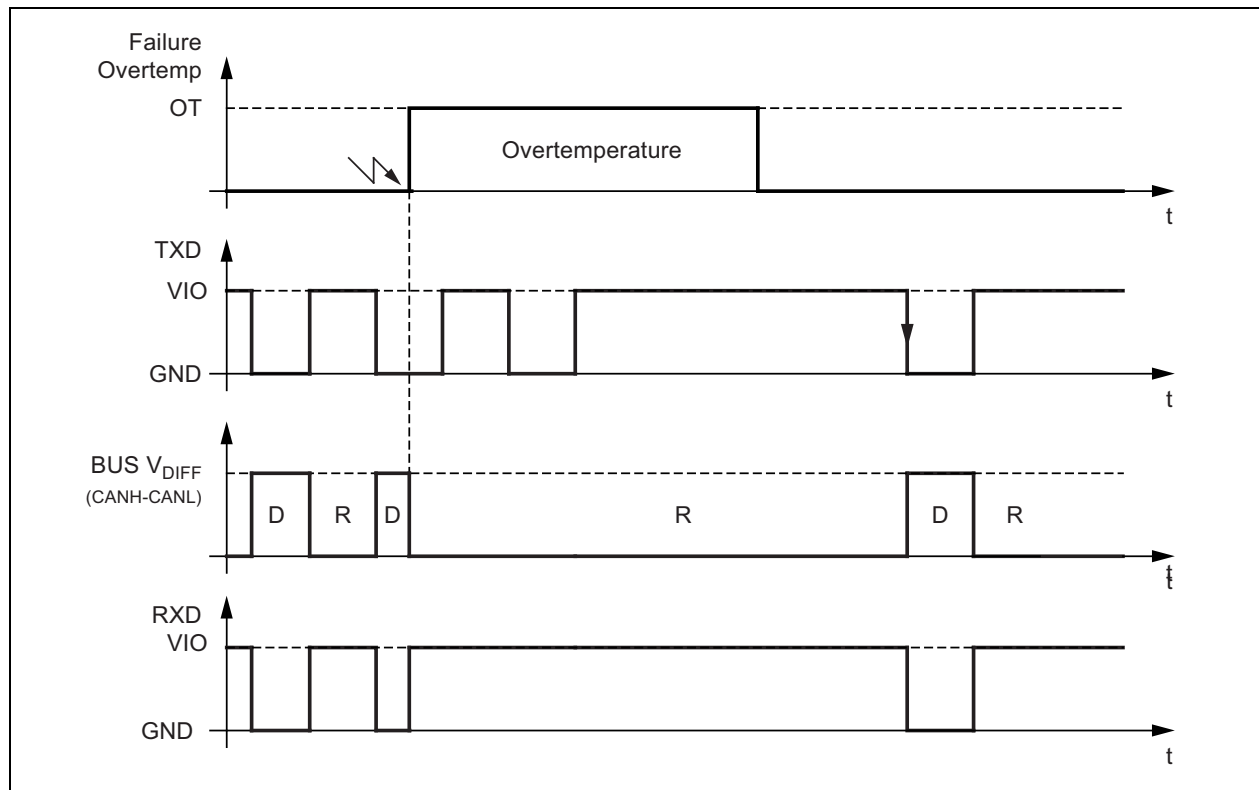 Failure
Overtemp
OT
Overtemperature
t
TXD
VIO
GND
t
BUS VDIFF
(CANH-CANL)
D R D R D R
t
t
RXD
VIO
GND
t